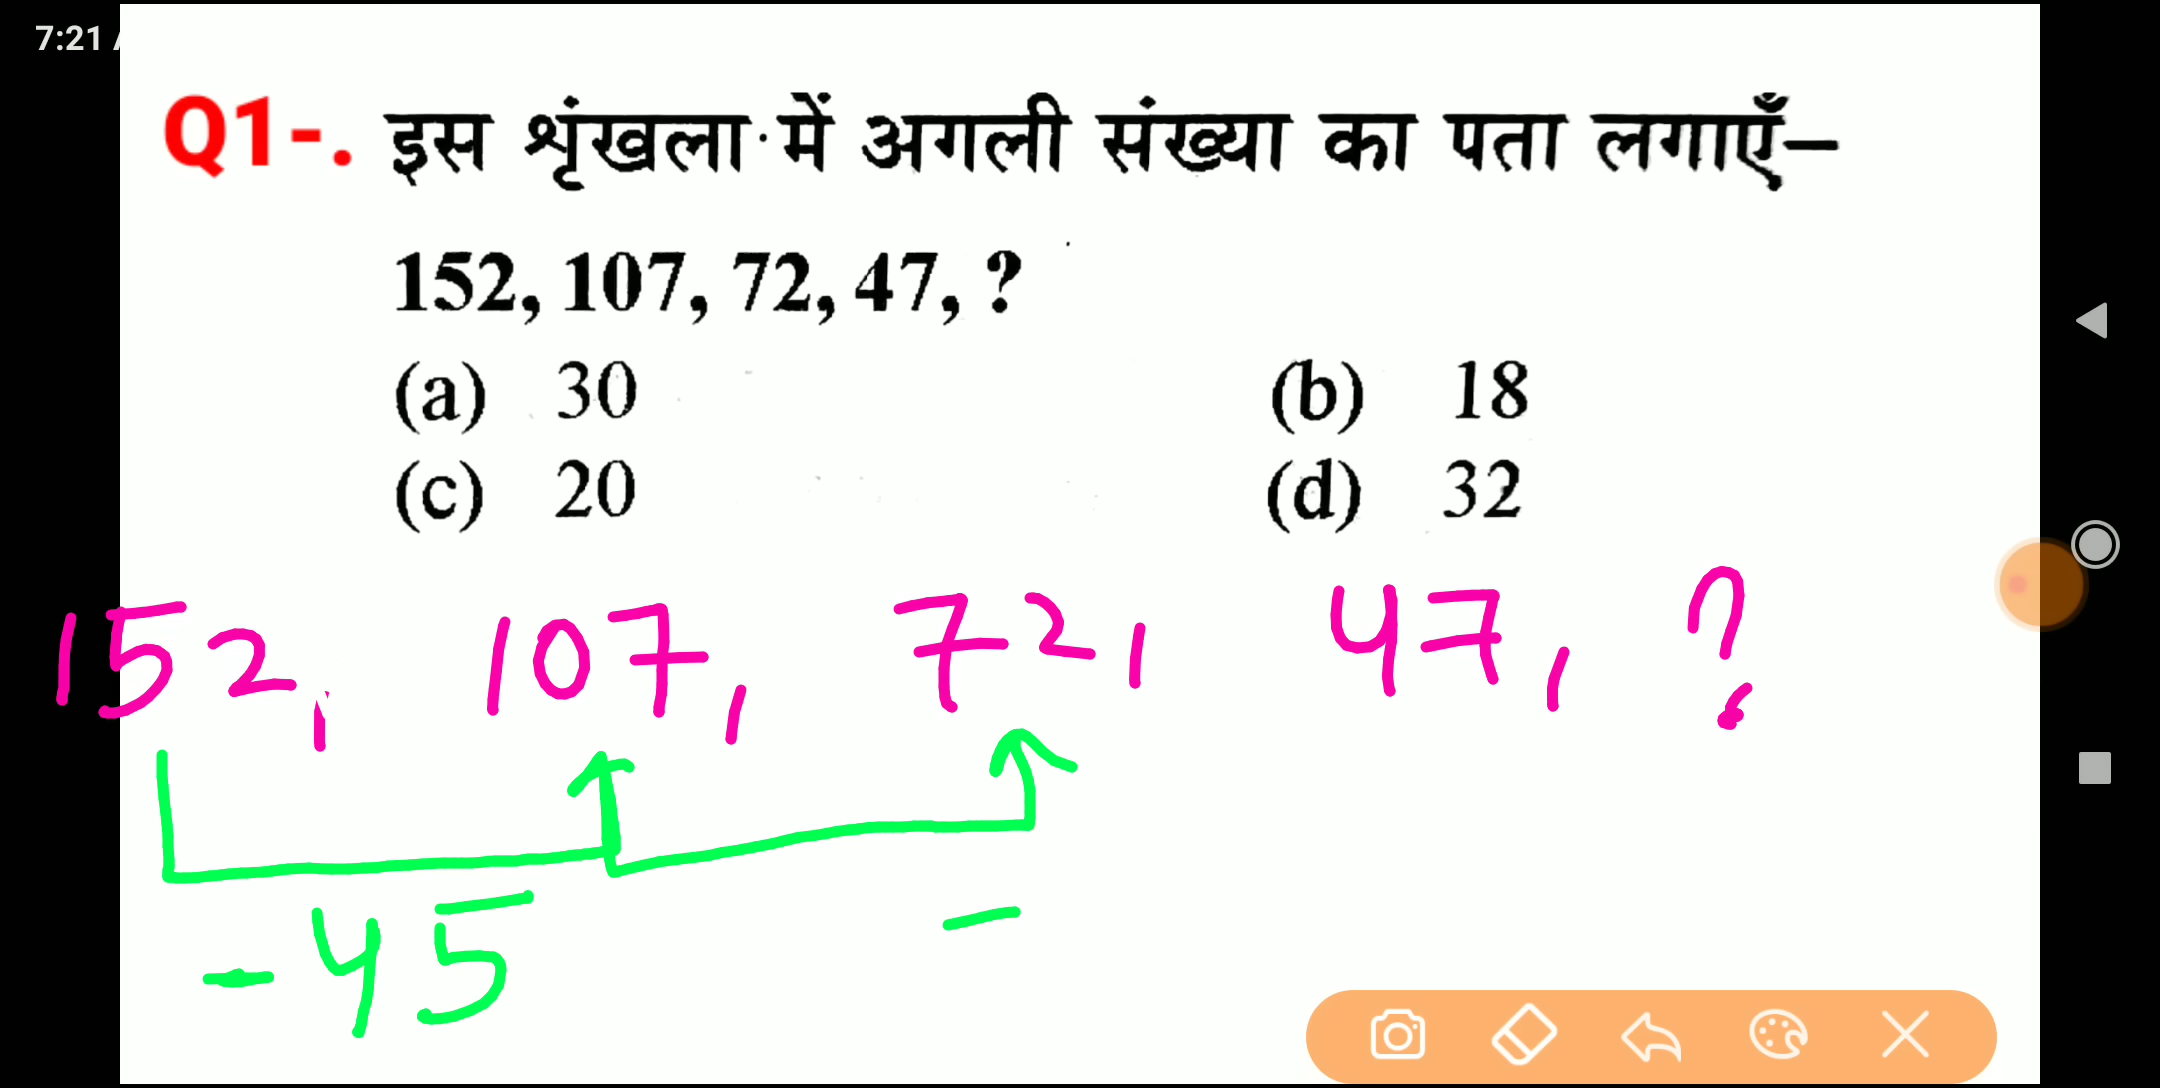 7:21
Q1-. इस शृंखला में अगली संख्या का पता लगाएँ–
152, 107, 72, 47, ?
(a) 30 (b) 18
(c) 20 (d) 32
152, 107, 72, 47, ?
-45 -